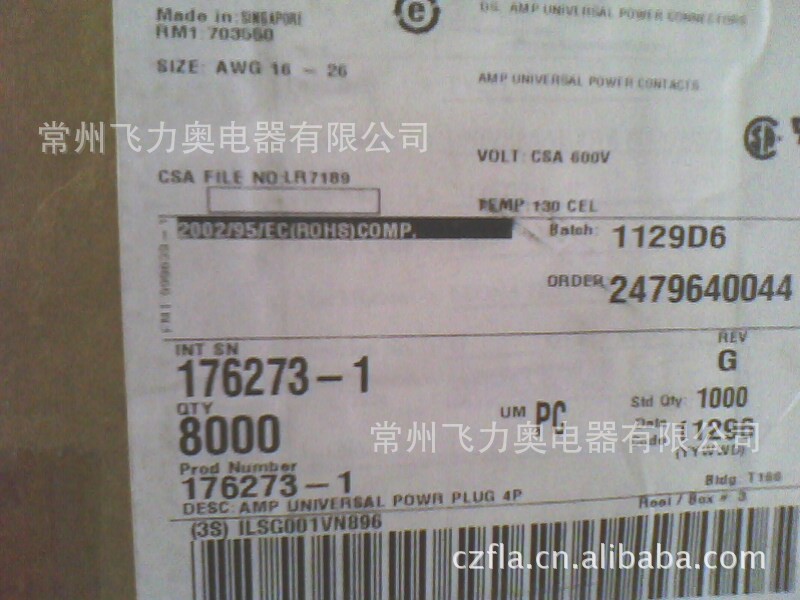 Made in: SINGAPORE
RM1 703560
SIZE: AWG 16 - 26
DS: AMP UNIVERSAL POWER CONNECTORS
AMP UNIVERSAL POWER CONTACTS
常州飞力奥电器有限公司
VOLT: CSA 600V
CSA FILE NO:LR7189
TEMP: 130 CEL
2002/95/EC(ROHS)COMP.
Batch: 1129D6
ORDER 2479640044
INT SN
176273-1
REV
G
QTY
8000
UM PC
Std Qty: 1000
常州飞力奥电器有限公司
Prod Number
176273-1
Bldg: T166
DESC: AMP UNIVERSAL POWR PLUG 4P
Reel / Box # 3
(3S) ILSG001VN896
czfla.cn.alibaba.com